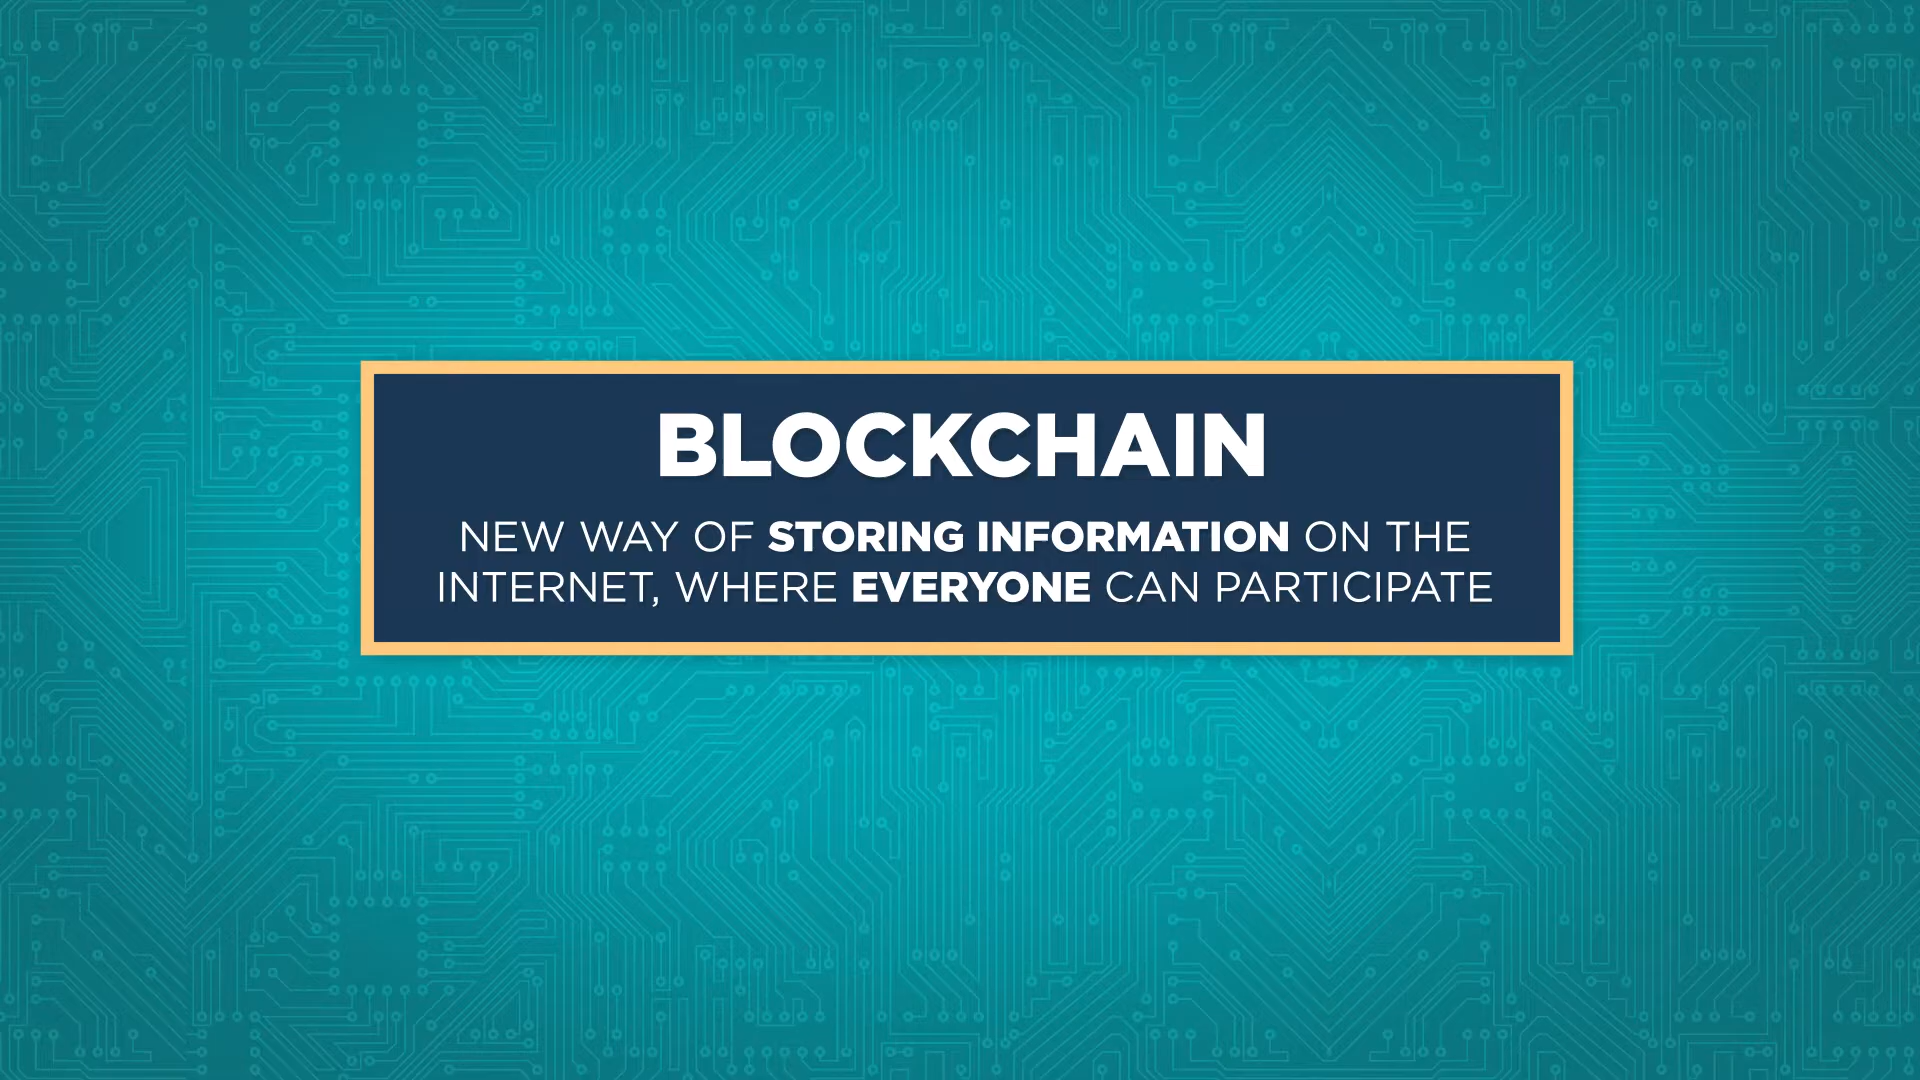 BLOCKCHAIN
NEW WAY OF STORING INFORMATION ON THE
INTERNET, WHERE EVERYONE CAN PARTICIPATE